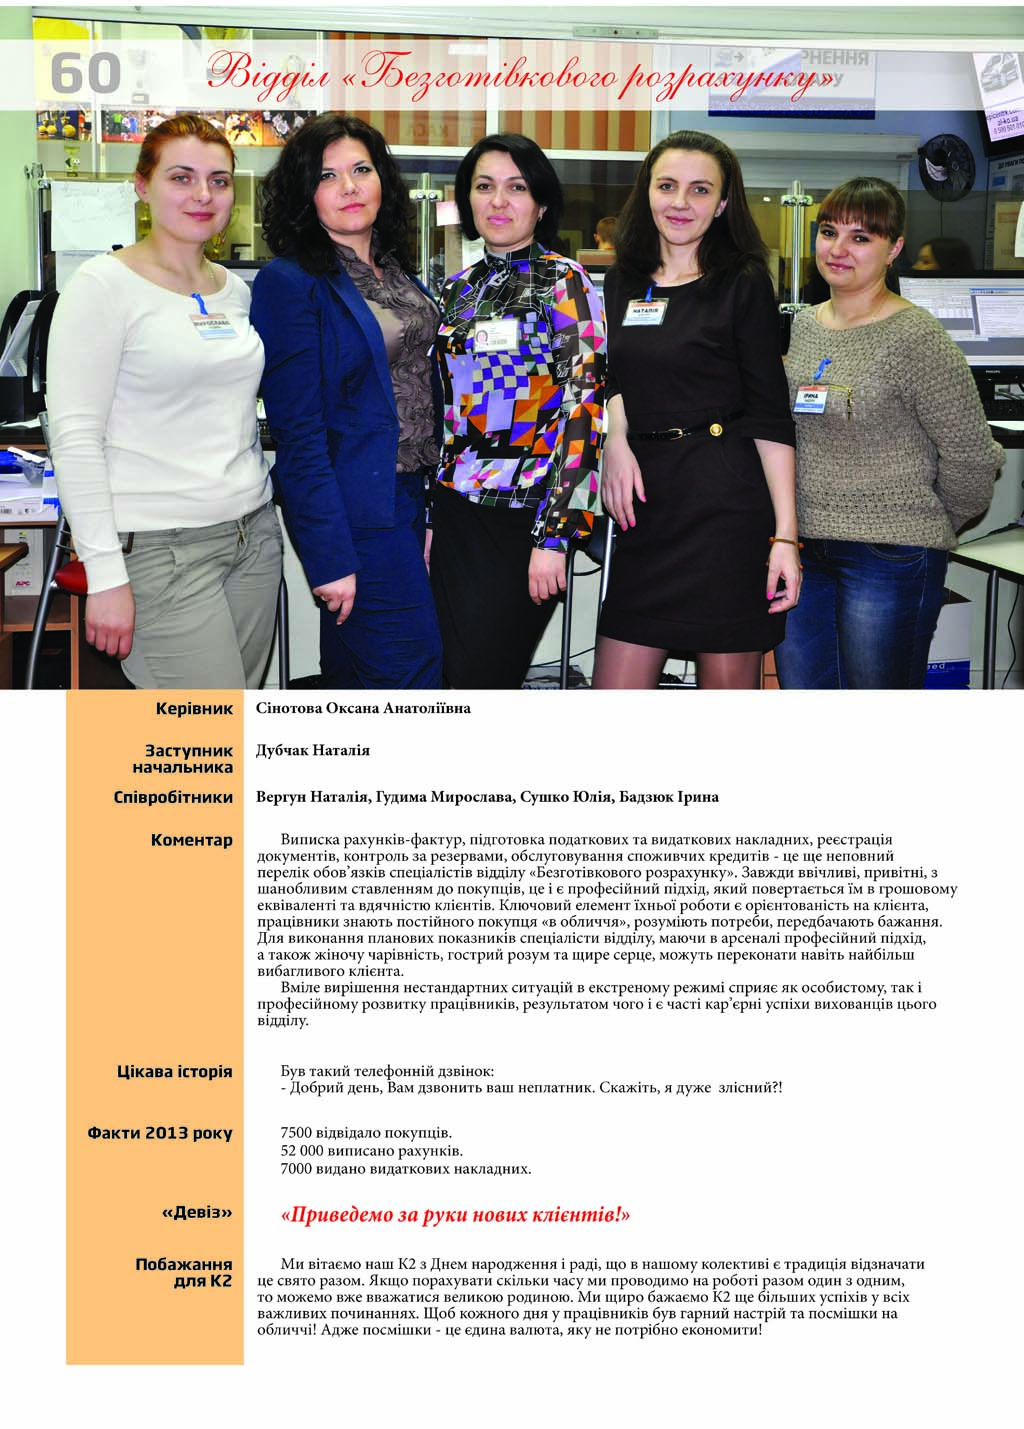 60
Відділ «Безготівкового розрахунку»
РНЕННЯ
КАСА
0 500 501 010
МИРОСЛАВА
НАТАЛІЯ
ІРИНА
PHILIPS
APC
Керівник
Сінотова Оксана Анатоліївна
Заступник
начальника
Дубчак Наталія
Співробітники
Вергун Наталія, Гудима Мирослава, Сушко Юлія, Бадзюк Ірина
Коментар
Виписка рахунків-фактур, підготовка податкових та видаткових накладних, реєстрація
документів, контроль за резервами, обслуговування споживчих кредитів - це ще неповний
перелік обов’язків спеціалістів відділу «Безготівкового розрахунку». Завжди ввічливі, привітні, з
шанобливим ставленням до покупців, це і є професійний підхід, який повертається їм в грошовому
еквіваленті та вдячністю клієнтів. Ключовий елемент їхньої роботи є орієнтованість на клієнта,
працівники знають постійного покупця «в обличчя», розуміють потреби, передбачають бажання.
Для виконання планових показників спеціалісти відділу, маючи в арсеналі професійний підхід,
а також жіночу чарівність, гострий розум та щире серце, можуть переконати навіть найбільш
вибагливого клієнта.
Вміле вирішення нестандартних ситуацій в екстреному режимі сприяє як особистому, так і
професійному розвитку працівників, результатом чого і є часті кар’єрні успіхи вихованців цього
відділу.
Цікава історія
Був такий телефонній дзвінок:
- Добрий день, Вам дзвонить ваш неплатник. Скажіть, я дуже злісний?!
Факти 2013 року
7500 відвідало покупців.
52 000 виписано рахунків.
7000 видано видаткових накладних.
«Девіз»
«Приведемо за руки нових клієнтів!»
Побажання
для К2
Ми вітаємо наш К2 з Днем народження і раді, що в нашому колективі є традиція відзначати
це свято разом. Якщо порахувати скільки часу ми проводимо на роботі разом один з одним,
то можемо вже вважатися великою родиною. Ми щиро бажаємо К2 ще більших успіхів у всіх
важливих починаннях. Щоб кожного дня у працівників був гарний настрій та посмішки на
обличчі! Адже посмішки - це єдина валюта, яку не потрібно економити!